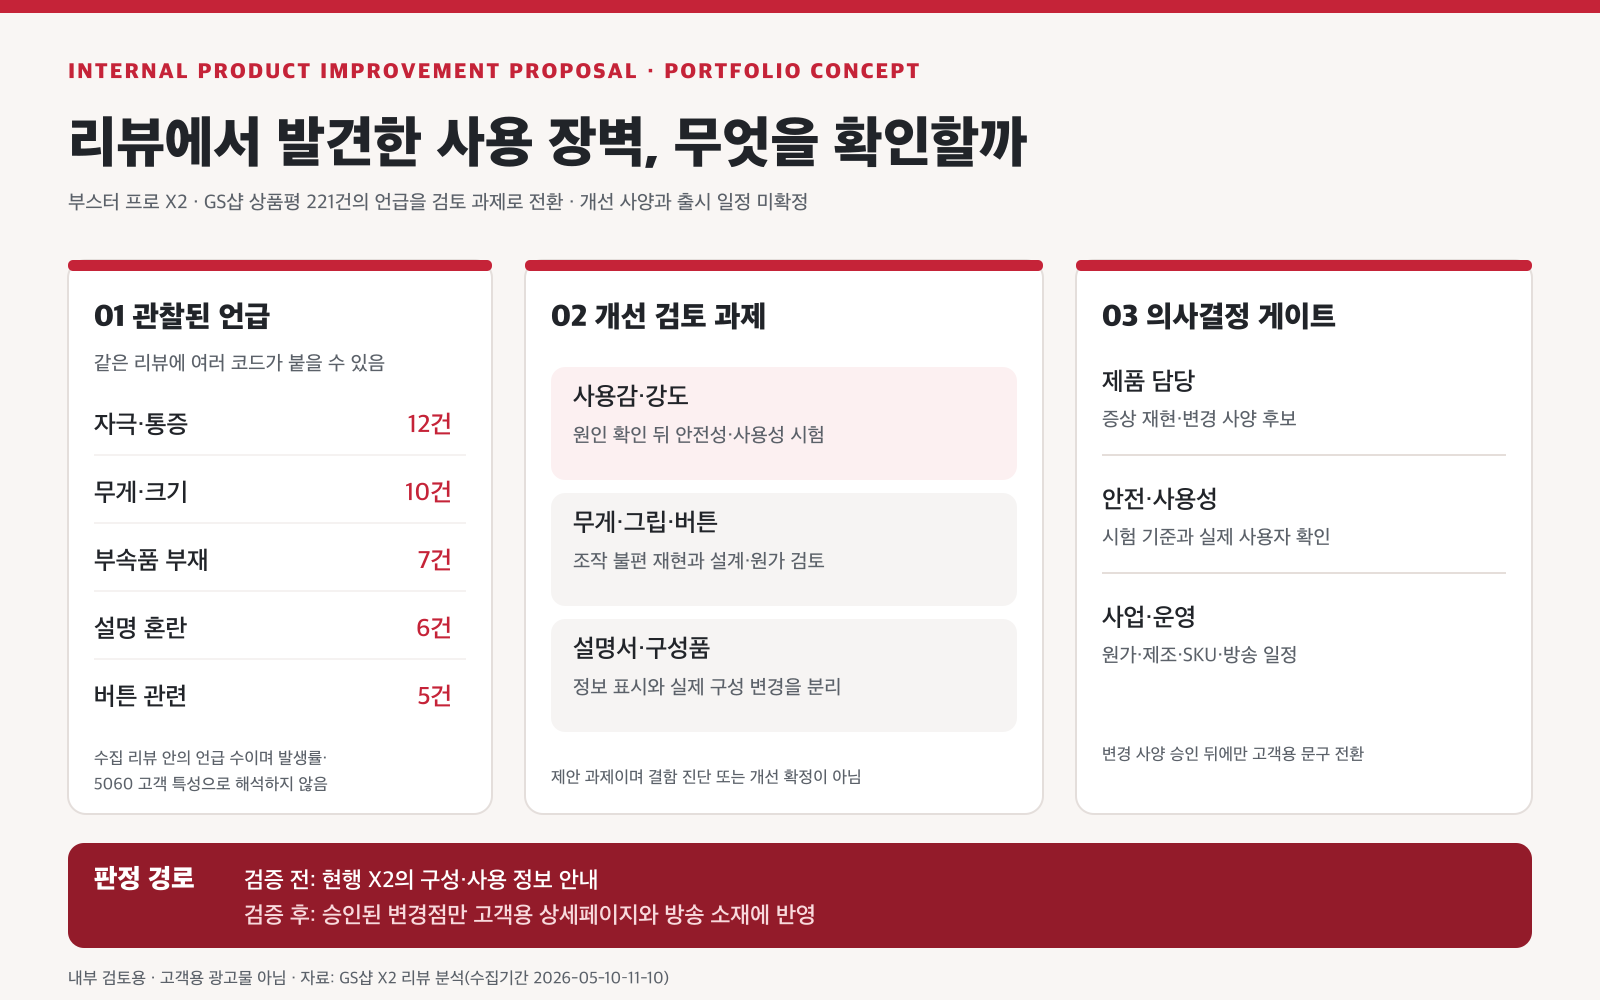 INTERNAL PRODUCT IMPROVEMENT PROPOSAL · PORTFOLIO CONCEPT
리뷰에서 발견한 사용 장벽, 무엇을 확인할까
부스터 프로 X2 · GS샵 상품평 221건의 언급을 검토 과제로 전환 · 개선 사양과 출시 일정 미확정
01 관찰된 언급
같은 리뷰에 여러 코드가 붙을 수 있음
자극·통증 12건
무게·크기 10건
부속품 부재 7건
설명 혼란 6건
버튼 관련 5건
수집 리뷰 안의 언급 수이며 발생률·
5060 고객 특성으로 해석하지 않음
02 개선 검토 과제
사용감·강도
원인 확인 뒤 안전성·사용성 시험
무게·그립·버튼
조작 불편 재현과 설계·원가 검토
설명서·구성품
정보 표시와 실제 구성 변경을 분리
제안 과제이며 결함 진단 또는 개선 확정이 아님
03 의사결정 게이트
제품 담당
증상 재현·변경 사양 후보
안전·사용성
시험 기준과 실제 사용자 확인
사업·운영
원가·제조·SKU·방송 일정
변경 사양 승인 뒤에만 고객용 문구 전환
판정 경로
검증 전: 현행 X2의 구성·사용 정보 안내
검증 후: 승인된 변경점만 고객용 상세페이지와 방송 소재에 반영
내부 검토용 · 고객용 광고물 아님 · 자료: GS샵 X2 리뷰 분석(수집기간 2026-05-10-11-10)